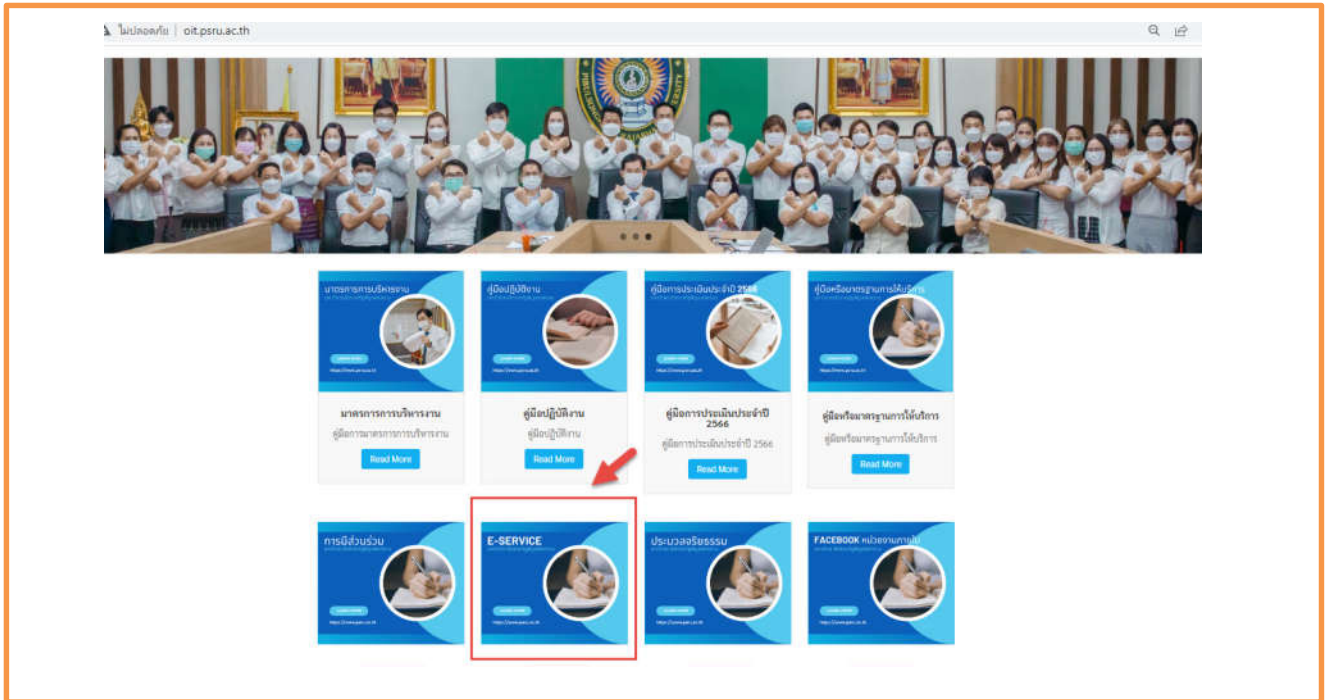 ไม่ปลอดภัย | oit.psru.ac.th
มาตรการการบริหารงาน
คู่มือปฏิบัติงาน
คู่มือการประเมินประจำปี 2566
คู่มือหรือมาตรฐานการให้บริการ
มาตรการการบริหารงาน
คู่มือการมาตรการการบริหารงาน
Read More
คู่มือปฏิบัติงาน
คู่มือปฏิบัติงาน
Read More
คู่มือการประเมินประจำปี
2566
คู่มือการประเมินประจำปี 2566
Read More
คู่มือหรือมาตรฐานการให้บริการ
คู่มือหรือมาตรฐานการให้บริการ
Read More
การมีส่วนร่วม
E-SERVICE
ประมวลจริยธรรม
FACEBOOK หน่วยงานภายใน